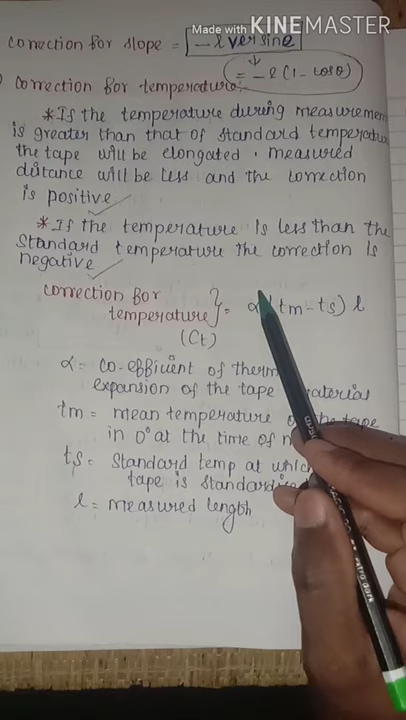 Made with KINEMASTER
Correction for slope = -l versine
= -l (1 - cosθ)
Correction for temperature:-
*If the temperature during measuremen
is greater than that of standard temperatur
the tape will be elongated. measured
distance will be less and the correction
is positive
*If the temperature is less than the
standard temperature the correction is
negative
correction for
temperature } = α (tm - ts) l
(Ct)
α = co-efficient of therm
expansion of the tape material
tm = mean temperature of the tape
in 0° at the time of
ts = Standard temp at which
tape is standardised
l = measured length